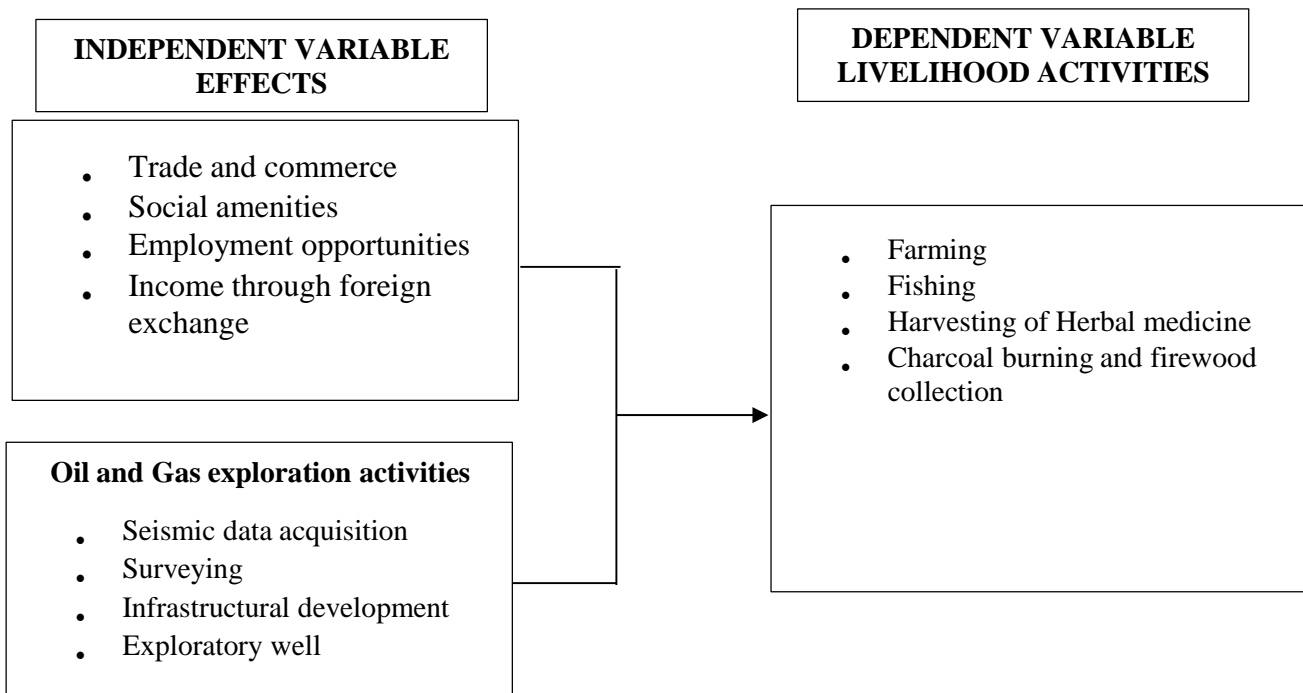 INDEPENDENT VARIABLE
EFFECTS
• Trade and commerce
• Social amenities
• Employment opportunities
• Income through foreign
exchange
Oil and Gas exploration activities
• Seismic data acquisition
• Surveying
• Infrastructural development
• Exploratory well
DEPENDENT VARIABLE
LIVELIHOOD ACTIVITIES
• Farming
• Fishing
• Harvesting of Herbal medicine
• Charcoal burning and firewood
collection